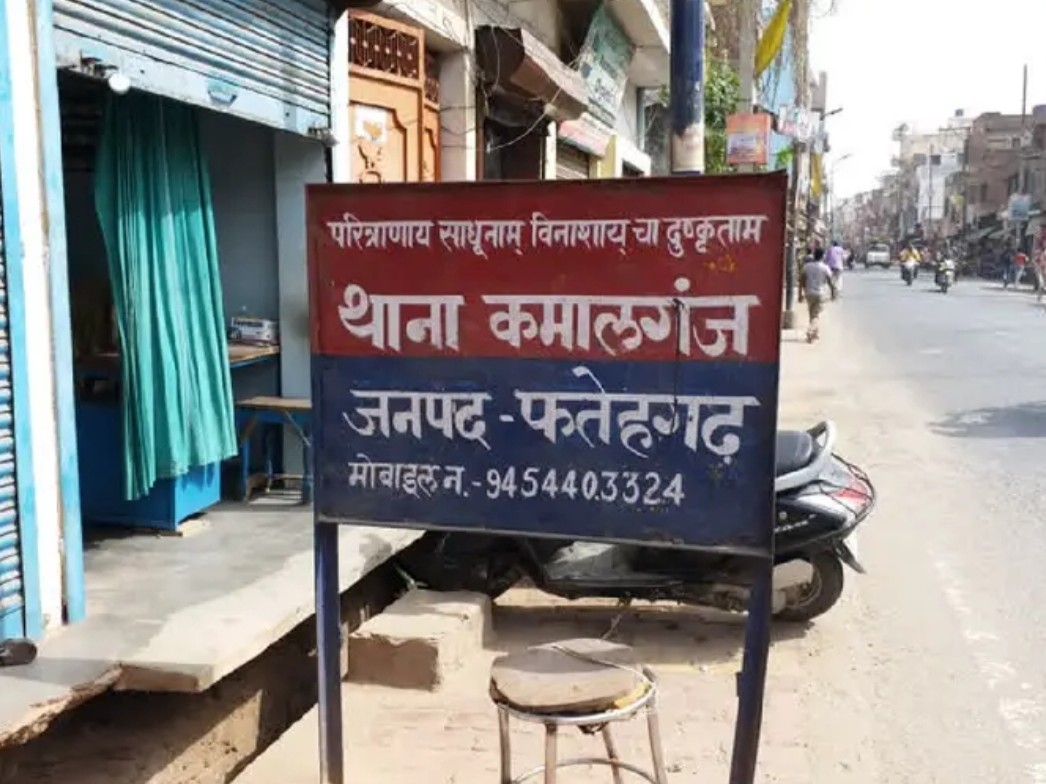 परित्राणाय साधूनाम् विनाशाय् चा दुष्कृताम
थाना कमालगंज
जनपद - फतेहगढ़
मोबाइल न.- 9454403324